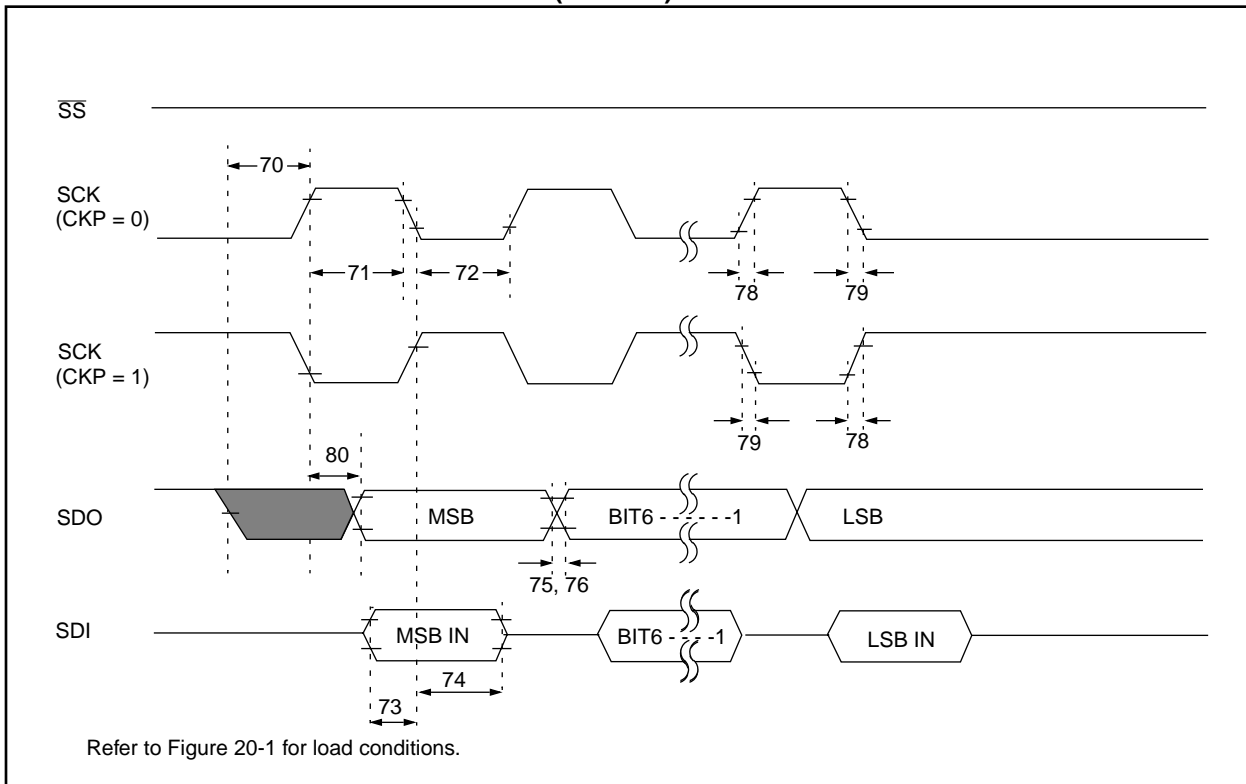 SS
70
SCK
(CKP = 0)
71
72
78
79
SCK
(CKP = 1)
79
78
80
SDO
MSB
BIT6 - - - - - -1
LSB
75, 76
SDI
MSB IN
BIT6 - - - -1
LSB IN
74
73
Refer to Figure 20-1 for load conditions.